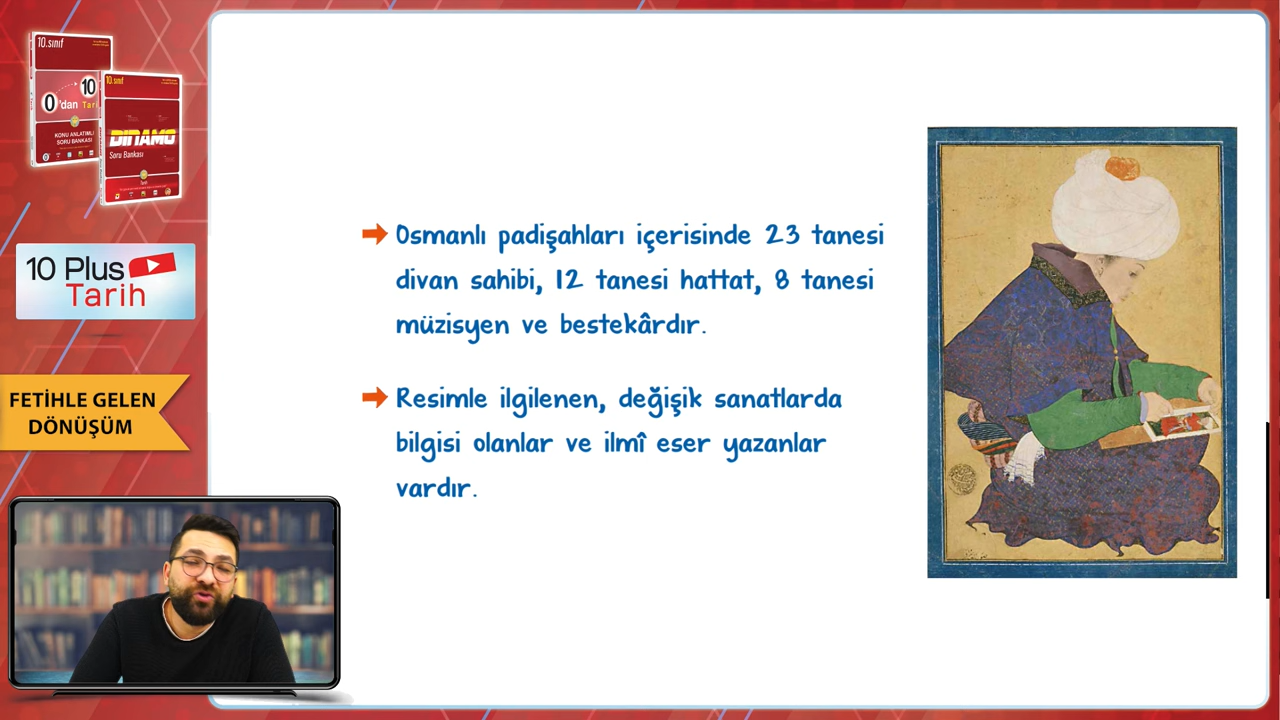 10.sınıf
0'dan 10
Tarih
KONU ANLATIMLI
SORU BANKASI
10.sınıf
DİNAMO
Soru Bankası
Tarih
10 Plus
Tarih
FETİHLE GELEN
DÖNÜŞÜM
Osmanlı padişahları içerisinde 23 tanesi
divan sahibi, 12 tanesi hattat, 8 tanesi
müzisyen ve bestekârdır.
Resimle ilgilenen, değişik sanatlarda
bilgisi olanlar ve ilmî eser yazanlar
vardır.